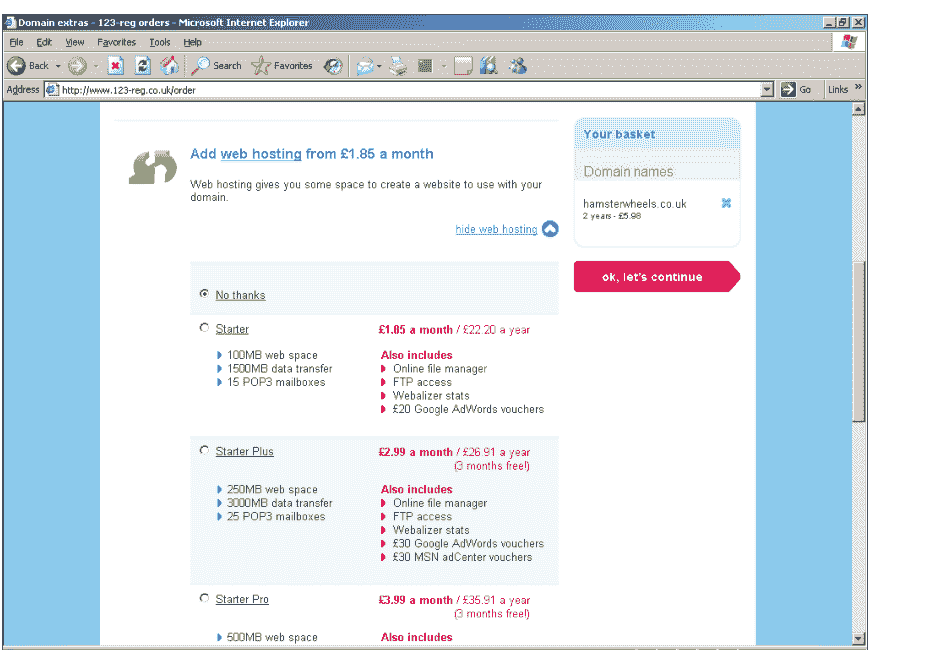 Domain extras - 123-reg orders - Microsoft Internet Explorer
File Edit View Favorites Tools Help
Back Search Favorites
Address http://www.123-reg.co.uk/order Go Links »
Add web hosting from £1.85 a month
Web hosting gives you some space to create a website to use with your
domain.
hide web hosting
Your basket
Domain names
hamsterwheels.co.uk
2 years - £5.98
ok, let's continue
No thanks
Starter £1.85 a month / £22.20 a year
100MB web space
1500MB data transfer
15 POP3 mailboxes
Also includes
Online file manager
FTP access
Webalizer stats
£20 Google AdWords vouchers
Starter Plus £2.99 a month / £26.91 a year
(3 months free!)
250MB web space
3000MB data transfer
25 POP3 mailboxes
Also includes
Online file manager
FTP access
Webalizer stats
£30 Google AdWords vouchers
£30 MSN adCenter vouchers
Starter Pro £3.99 a month / £35.91 a year
(3 months free!)
500MB web space
Also includes